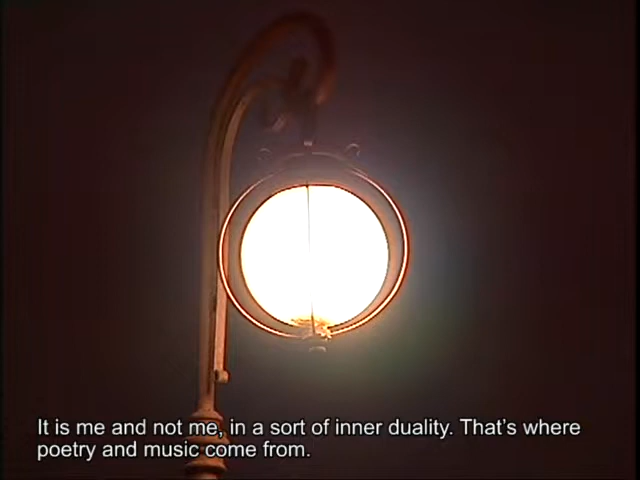 It is me and not me, in a sort of inner duality. That's where
poetry and music come from.